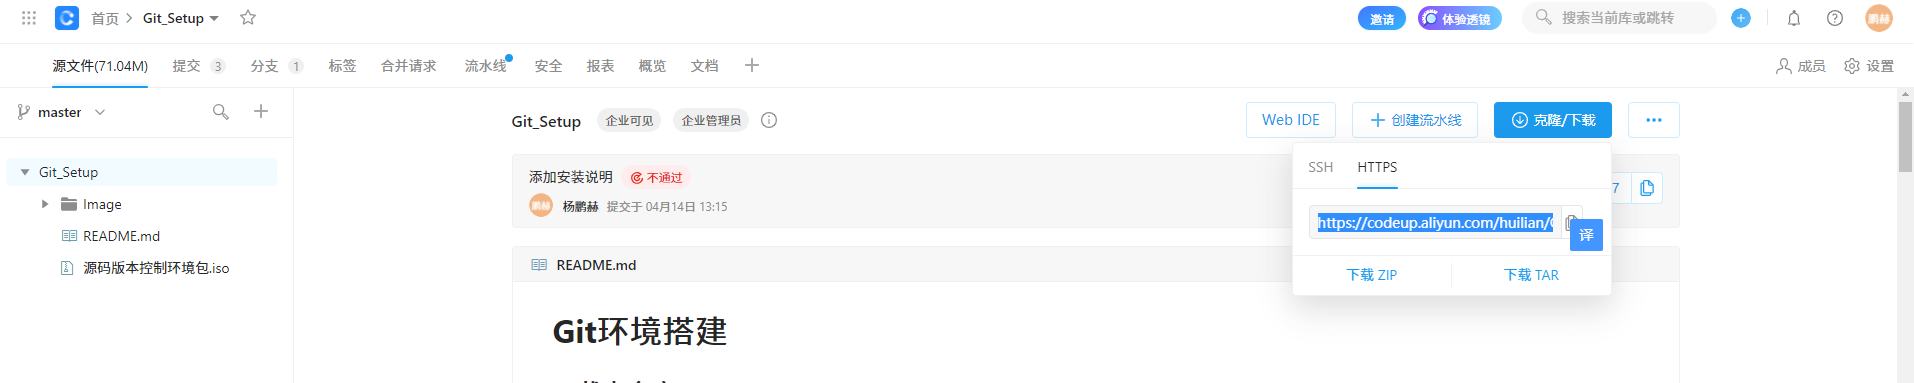 首页 > Git_Setup
邀请 体验透镜 搜索当前库或跳转 鹏赫
源文件(71.04M) 提交 3 分支 1 标签 合并请求 流水线 安全 报表 概览 文档 成员 设置
master
Git_Setup
Image
README.md
源码版本控制环境包.iso
Git_Setup 企业可见 企业管理员
Web IDE 创建流水线 克隆/下载
添加安装说明 不通过
鹏赫 杨鹏赫 提交于 04月14日 13:15
7
SSH HTTPS
https://codeup.aliyun.com/huilian/
译
下载 ZIP 下载 TAR
README.md
Git环境搭建